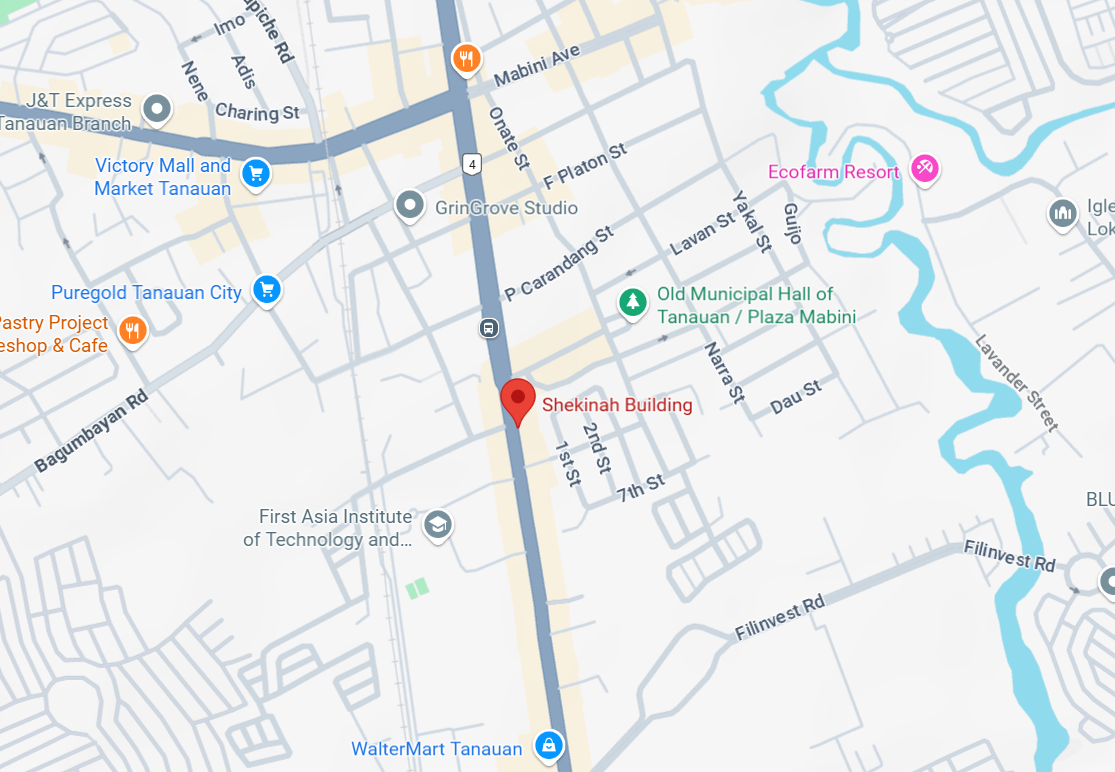 Imo
apiche Rd
Nene
Adis
Charing St
J&T Express
Tanauan Branch
Mabini Ave
Onate St
Victory Mall and
Market Tanauan
4
F Platon St
Ecofarm Resort
GrinGrove Studio
Yakal St
Guijo
Lavan St
Igle
Lok
P Carandang St
Puregold Tanauan City
Old Municipal Hall of
Tanauan / Plaza Mabini
Pastry Project
eshop & Cafe
Narra St
Lavander Street
Shekinah Building
Dau St
Bagumbayan Rd
1st St
2nd St
7th St
BLU
First Asia Institute
of Technology and...
Filinvest Rd
Filinvest Rd
WalterMart Tanauan